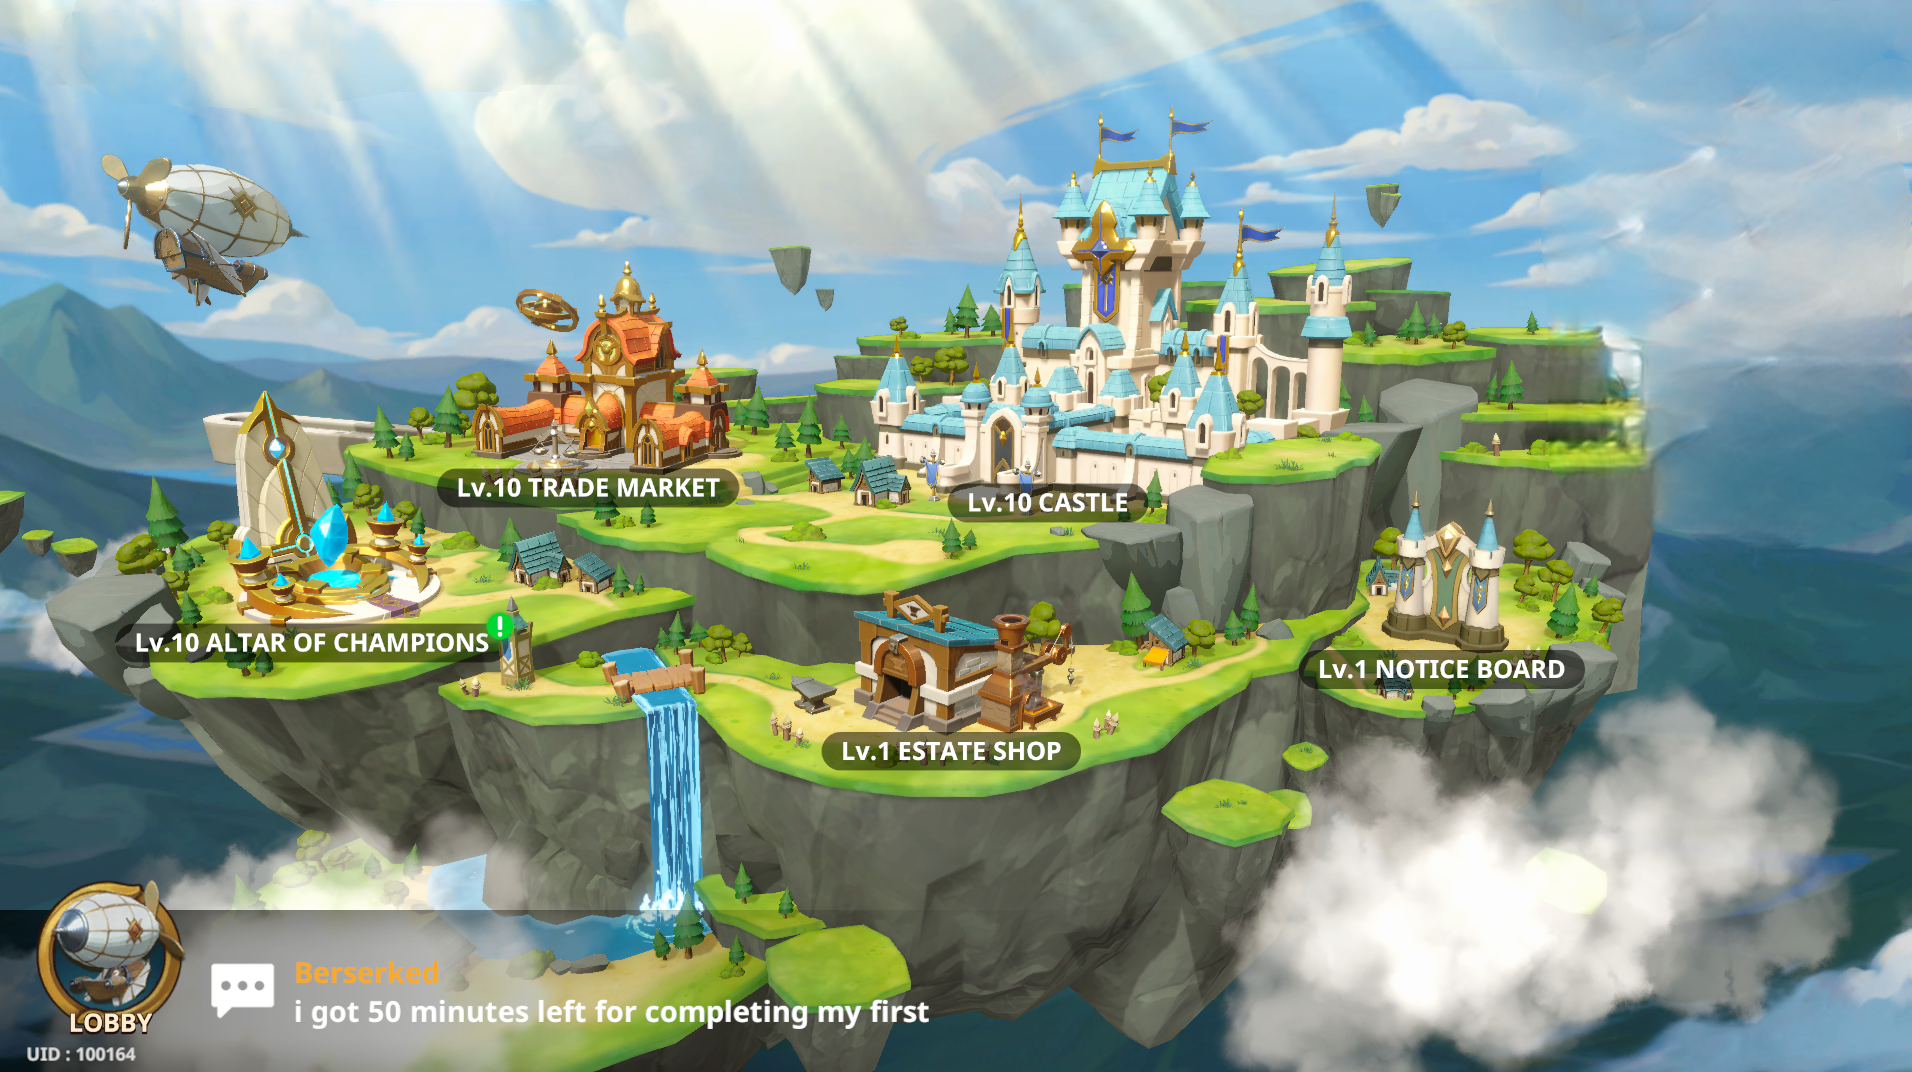 Lv.10 TRADE MARKET
Lv.10 CASTLE
Lv.10 ALTAR OF CHAMPIONS
!
Lv.1 NOTICE BOARD
Lv.1 ESTATE SHOP
Berserked
i got 50 minutes left for completing my first
LOBBY
UID : 100164